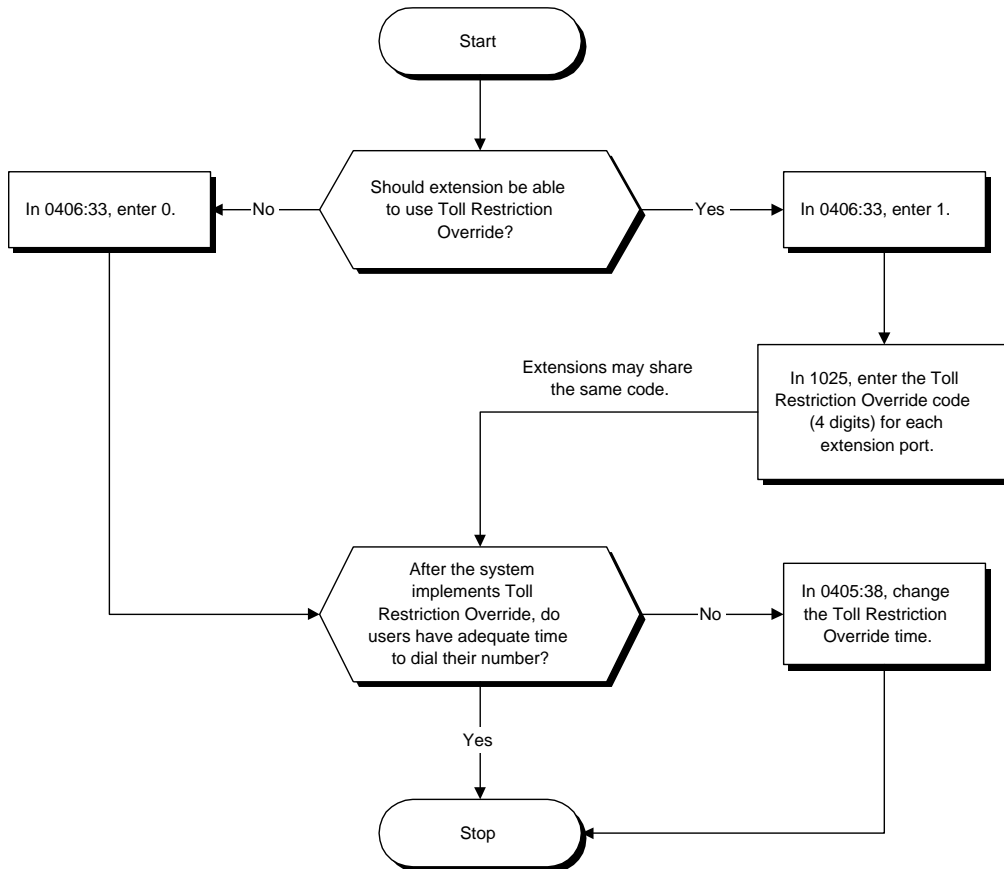 Start
Should extension be able
to use Toll Restriction
Override?
No
Yes
In 0406:33, enter 0.
In 0406:33, enter 1.
Extensions may share
the same code.
In 1025, enter the Toll
Restriction Override code
(4 digits) for each
extension port.
After the system
implements Toll
Restriction Override, do
users have adequate time
to dial their number?
No
In 0405:38, change
the Toll Restriction
Override time.
Yes
Stop